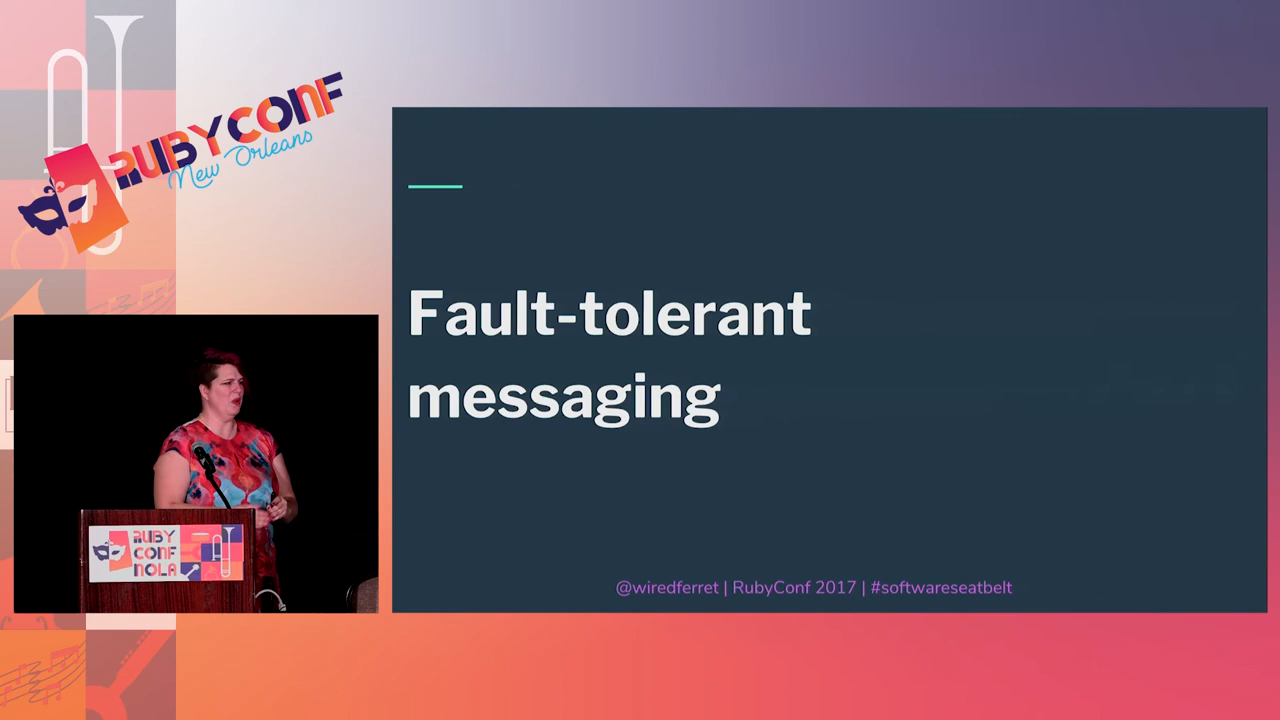 RUBYCONF
New Orleans
Fault-tolerant
messaging
@wiredferret | RubyConf 2017 | #softwareseatbelt
RUBY
CONF
NOLA